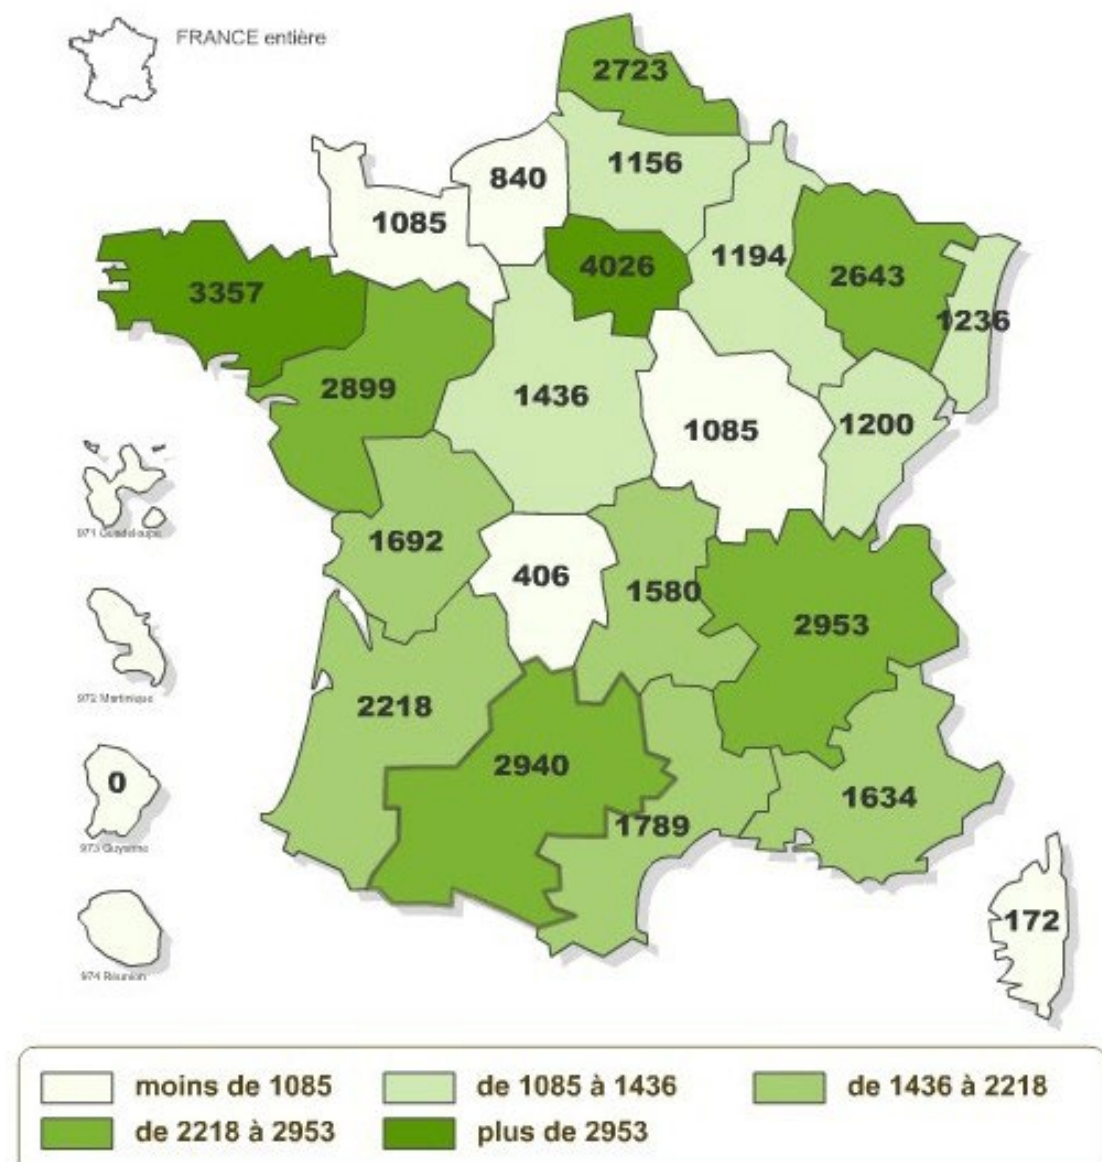 FRANCE entière
2723
1156
840
1085
4026
1194
2643
3357
1236
2899
1436
1200
1085
971 Guadeloupe
1692
406
1580
2953
972 Martinique
2218
2940
0
1634
1789
973 Guyanne
172
974 Réunion
moins de 1085
de 1085 à 1436
de 1436 à 2218
de 2218 à 2953
plus de 2953